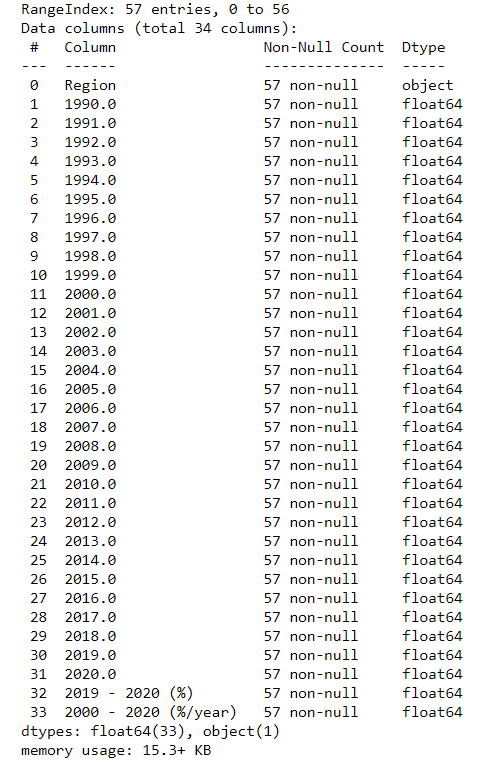 RangeIndex: 57 entries, 0 to 56
Data columns (total 34 columns):
 #   Column              Non-Null Count  Dtype
---  ------              --------------  -----
 0   Region              57 non-null     object
 1   1990.0              57 non-null     float64
 2   1991.0              57 non-null     float64
 3   1992.0              57 non-null     float64
 4   1993.0              57 non-null     float64
 5   1994.0              57 non-null     float64
 6   1995.0              57 non-null     float64
 7   1996.0              57 non-null     float64
 8   1997.0              57 non-null     float64
 9   1998.0              57 non-null     float64
 10  1999.0              57 non-null     float64
 11  2000.0              57 non-null     float64
 12  2001.0              57 non-null     float64
 13  2002.0              57 non-null     float64
 14  2003.0              57 non-null     float64
 15  2004.0              57 non-null     float64
 16  2005.0              57 non-null     float64
 17  2006.0              57 non-null     float64
 18  2007.0              57 non-null     float64
 19  2008.0              57 non-null     float64
 20  2009.0              57 non-null     float64
 21  2010.0              57 non-null     float64
 22  2011.0              57 non-null     float64
 23  2012.0              57 non-null     float64
 24  2013.0              57 non-null     float64
 25  2014.0              57 non-null     float64
 26  2015.0              57 non-null     float64
 27  2016.0              57 non-null     float64
 28  2017.0              57 non-null     float64
 29  2018.0              57 non-null     float64
 30  2019.0              57 non-null     float64
 31  2020.0              57 non-null     float64
 32  2019 - 2020 (%)     57 non-null     float64
 33  2000 - 2020 (%/year)  57 non-null     float64
dtypes: float64(33), object(1)
memory usage: 15.3+ KB